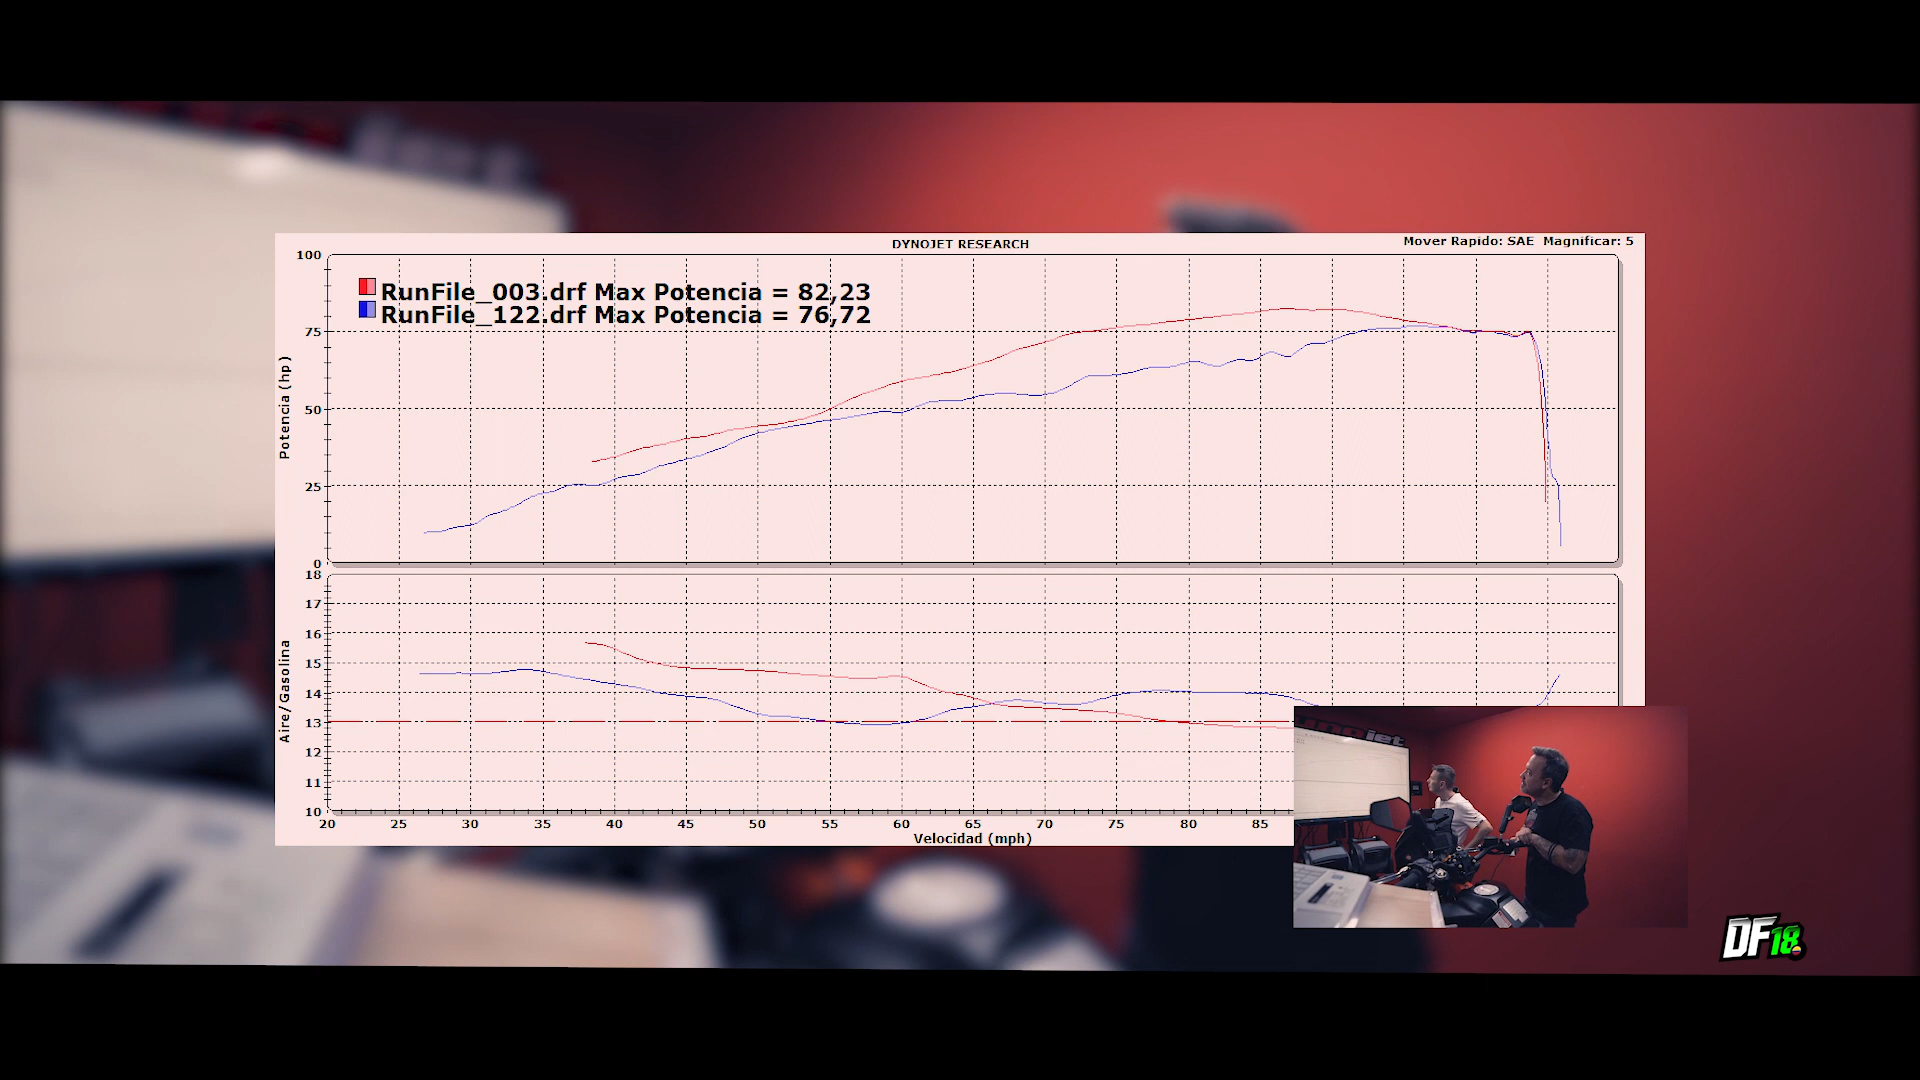 DYNOJET RESEARCH
Mover Rapido: SAE Magnificar: 5
RunFile_003.drf Max Potencia = 82,23
RunFile_122.drf Max Potencia = 76,72
Potencia (hp)
100
75
50
25
0
Aire/Gasolina
18
17
16
15
14
13
12
11
10
20 25 30 35 40 45 50 55 60 65 70 75 80 85
Velocidad (mph)
jet
DF18